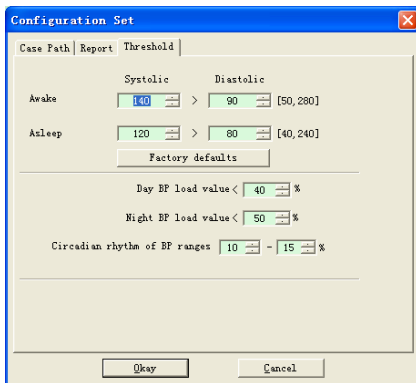 Configuration Set
Case Path Report Threshold
Systolic Diastolic
Awake 140 > 90 [50, 280]
Asleep 120 > 80 [40, 240]
Factory defaults
Day BP load value < 40 %
Night BP load value < 50 %
Circadian rhythm of BP ranges 10 - 15 %
Okay Cancel